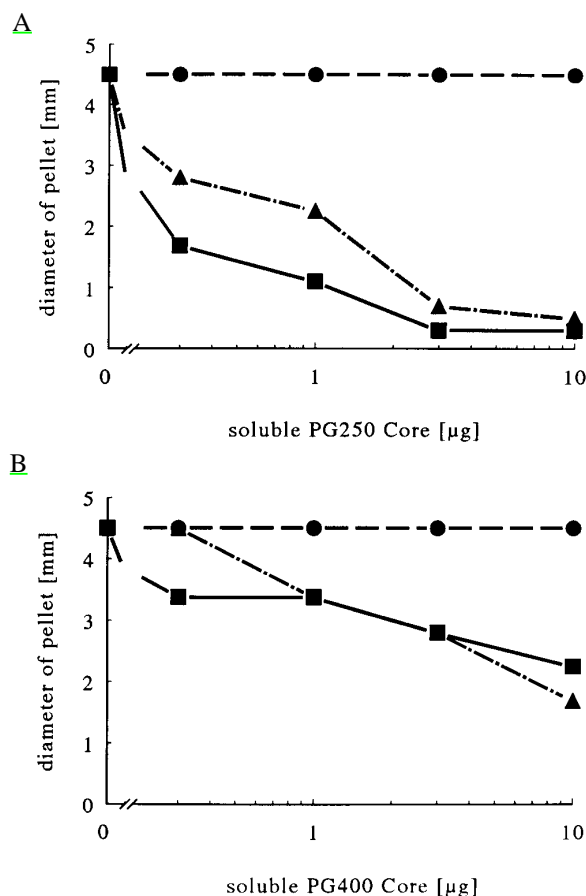 A
5
4
3
2
1
0
diameter of pellet [mm]
0 1 10
soluble PG250 Core [µg]
B
5
4
3
2
1
0
diameter of pellet [mm]
0 1 10
soluble PG400 Core [µg]